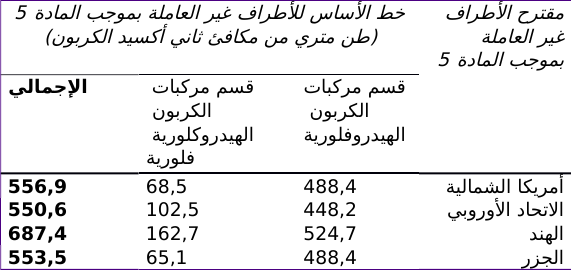 مقترح الأطراف
غير العاملة
بموجب المادة 5
خط الأساس للأطراف غير العاملة بموجب المادة 5
(طن متري من مكافئ ثاني أكسيد الكربون)
قسم مركبات
الكربون
الهيدروفلورية
قسم مركبات
الكربون
الهيدروكلورية
فلورية
الإجمالي
أمريكا الشمالية 488,4 68,5 556,9
الاتحاد الأوروبي 448,2 102,5 550,6
الهند 524,7 162,7 687,4
الجزر 488,4 65,1 553,5